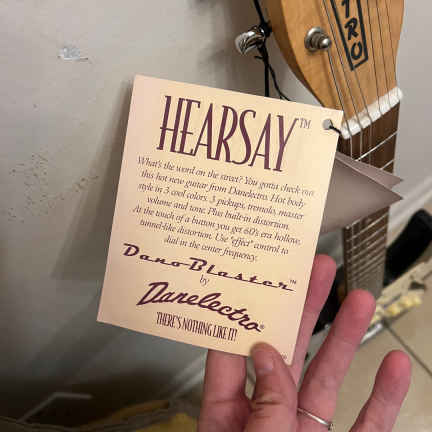 TRO
HEARSAY™
What's the word on the street? You gotta check out
this hot new guitar from Danelectro. Hot body
style in 3 cool colors. 3 pickups, tremolo, master
volume and tone. Plus built-in distortion.
At the touch of a button you get 60's era hollow,
tunnel-like distortion. Use "effect" control to
dial in the center frequency.
DanoBlaster™
by
Danelectro®
THERE'S NOTHING LIKE IT!